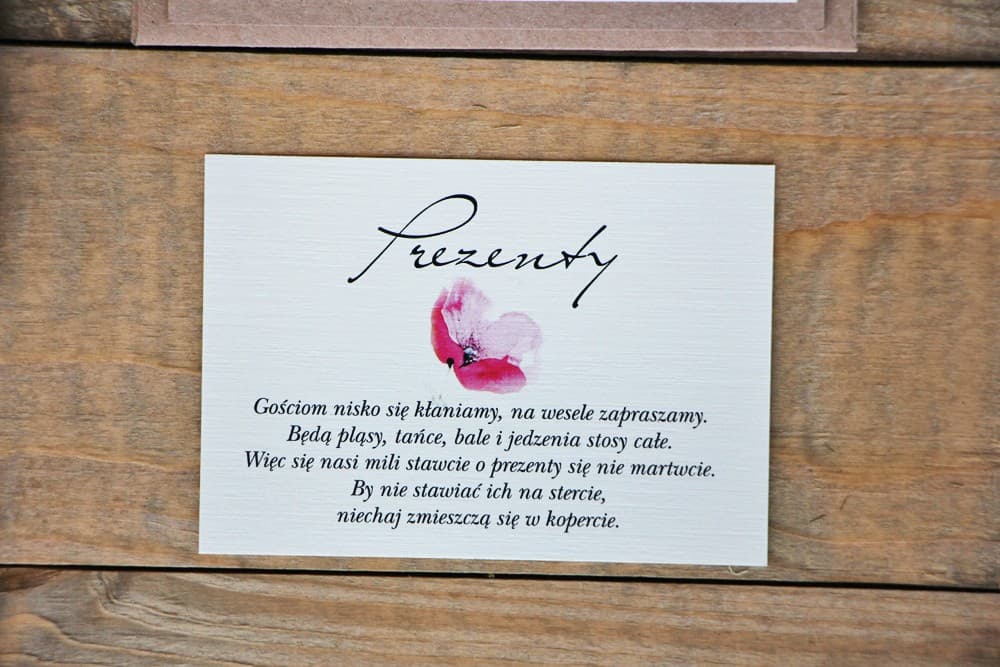 Prezenty
Gościom nisko się kłaniamy, na wesele zapraszamy.
Będą pląsy, tańce, bale i jedzenia stosy całe.
Więc się nasi mili stawcie o prezenty się nie martwcie.
By nie stawiać ich na stercie,
niechaj zmieszczą się w kopercie.